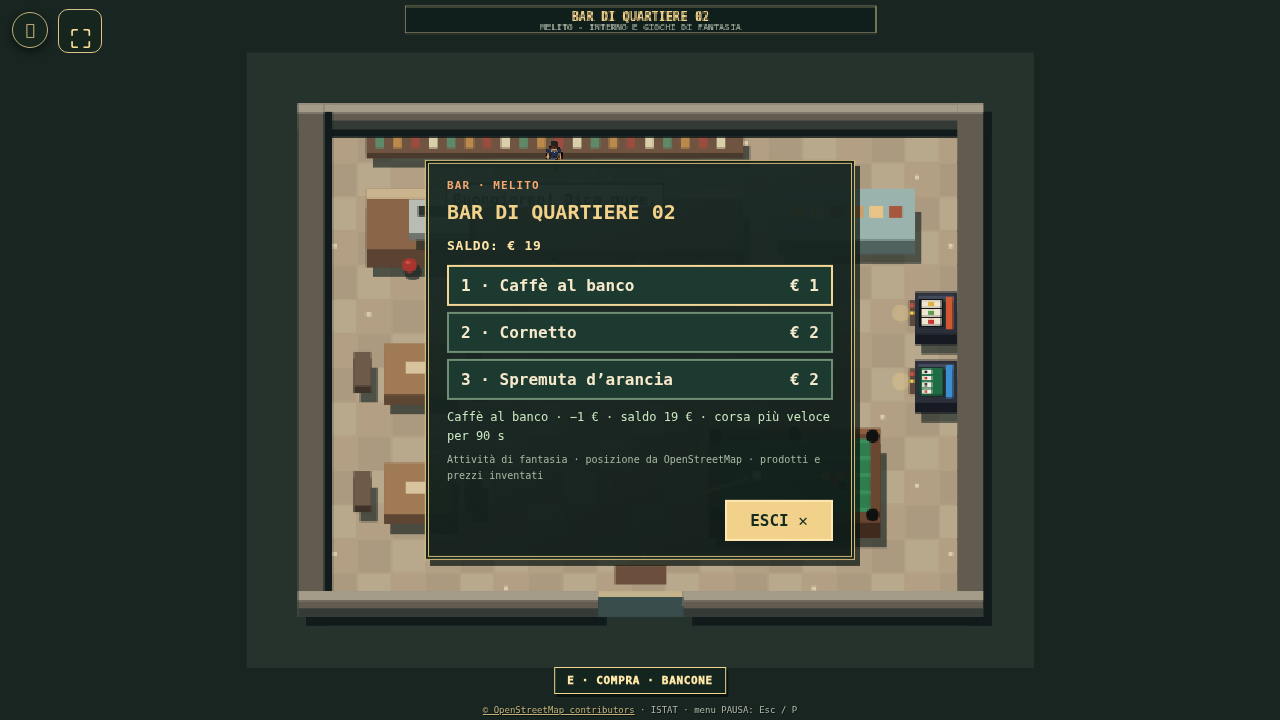 BAR DI QUARTIERE 02
MELITO - INTERNO E GIOCHI DI FANTASIA
BAR · MELITO
BAR DI QUARTIERE 02
SALDO: € 19
1 · Caffè al banco € 1
2 · Cornetto € 2
3 · Spremuta d’arancia € 2
Caffè al banco · −1 € · saldo 19 € · corsa più veloce
per 90 s
Attività di fantasia · posizione da OpenStreetMap · prodotti e
prezzi inventati
ESCI ×
E · COMPRA · BANCONE
© OpenStreetMap contributors · ISTAT · menu PAUSA: Esc / P